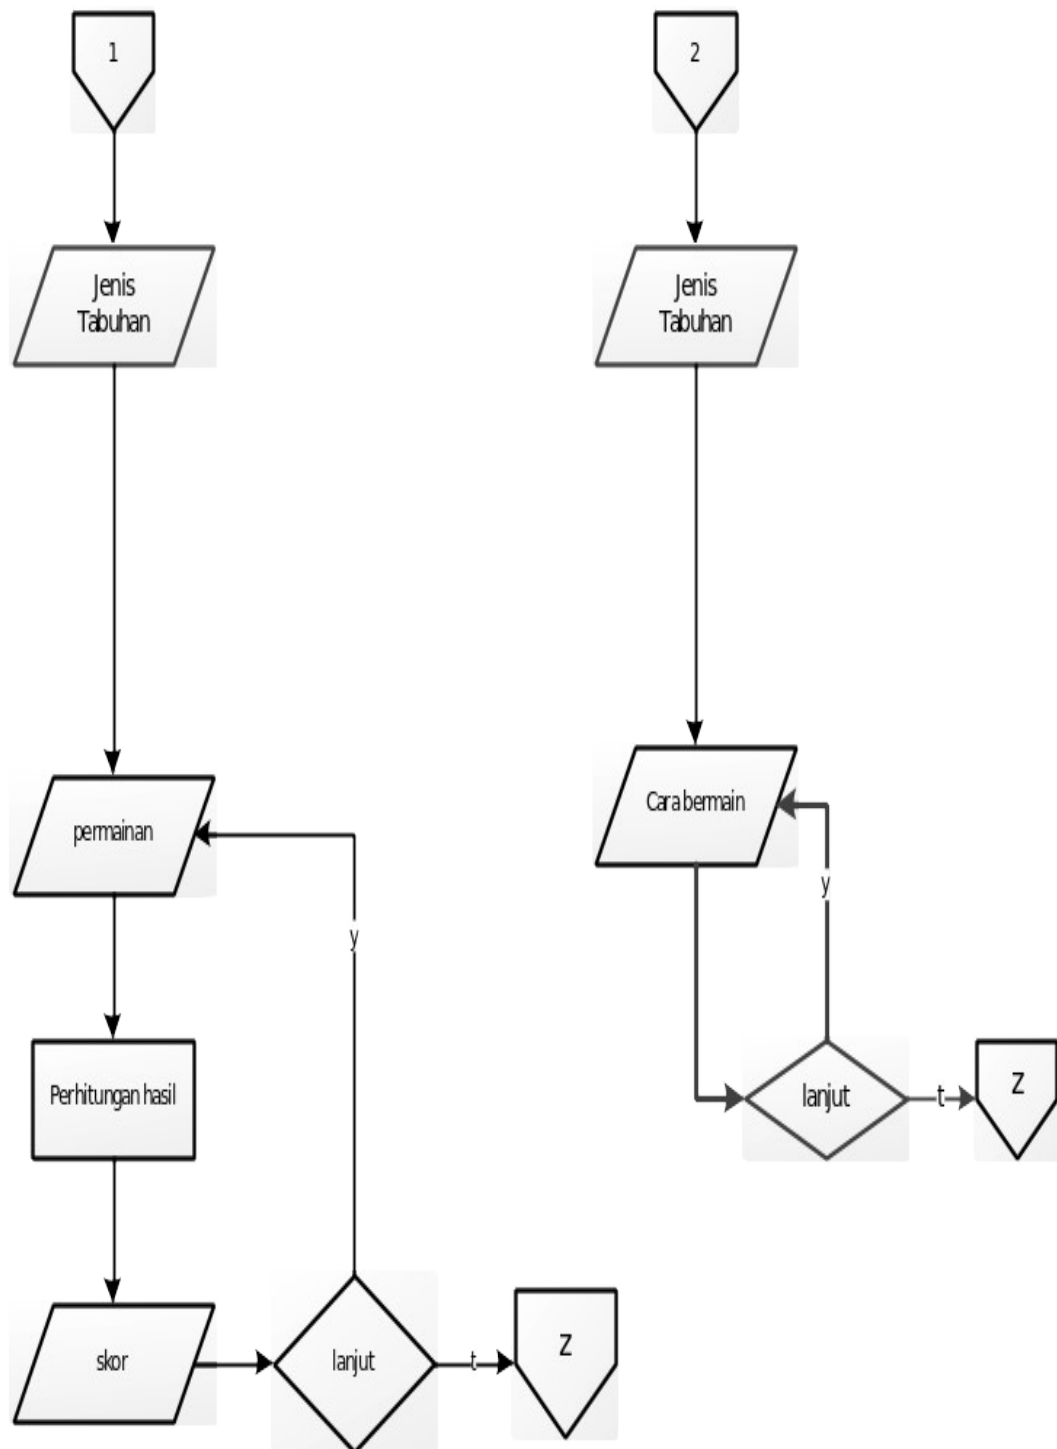 1
Jenis
Tabuhan
permainan
y
Perhitungan hasil
skor
lanjut
t
Z
2
Jenis
Tabuhan
Cara bermain
y
lanjut
t
Z